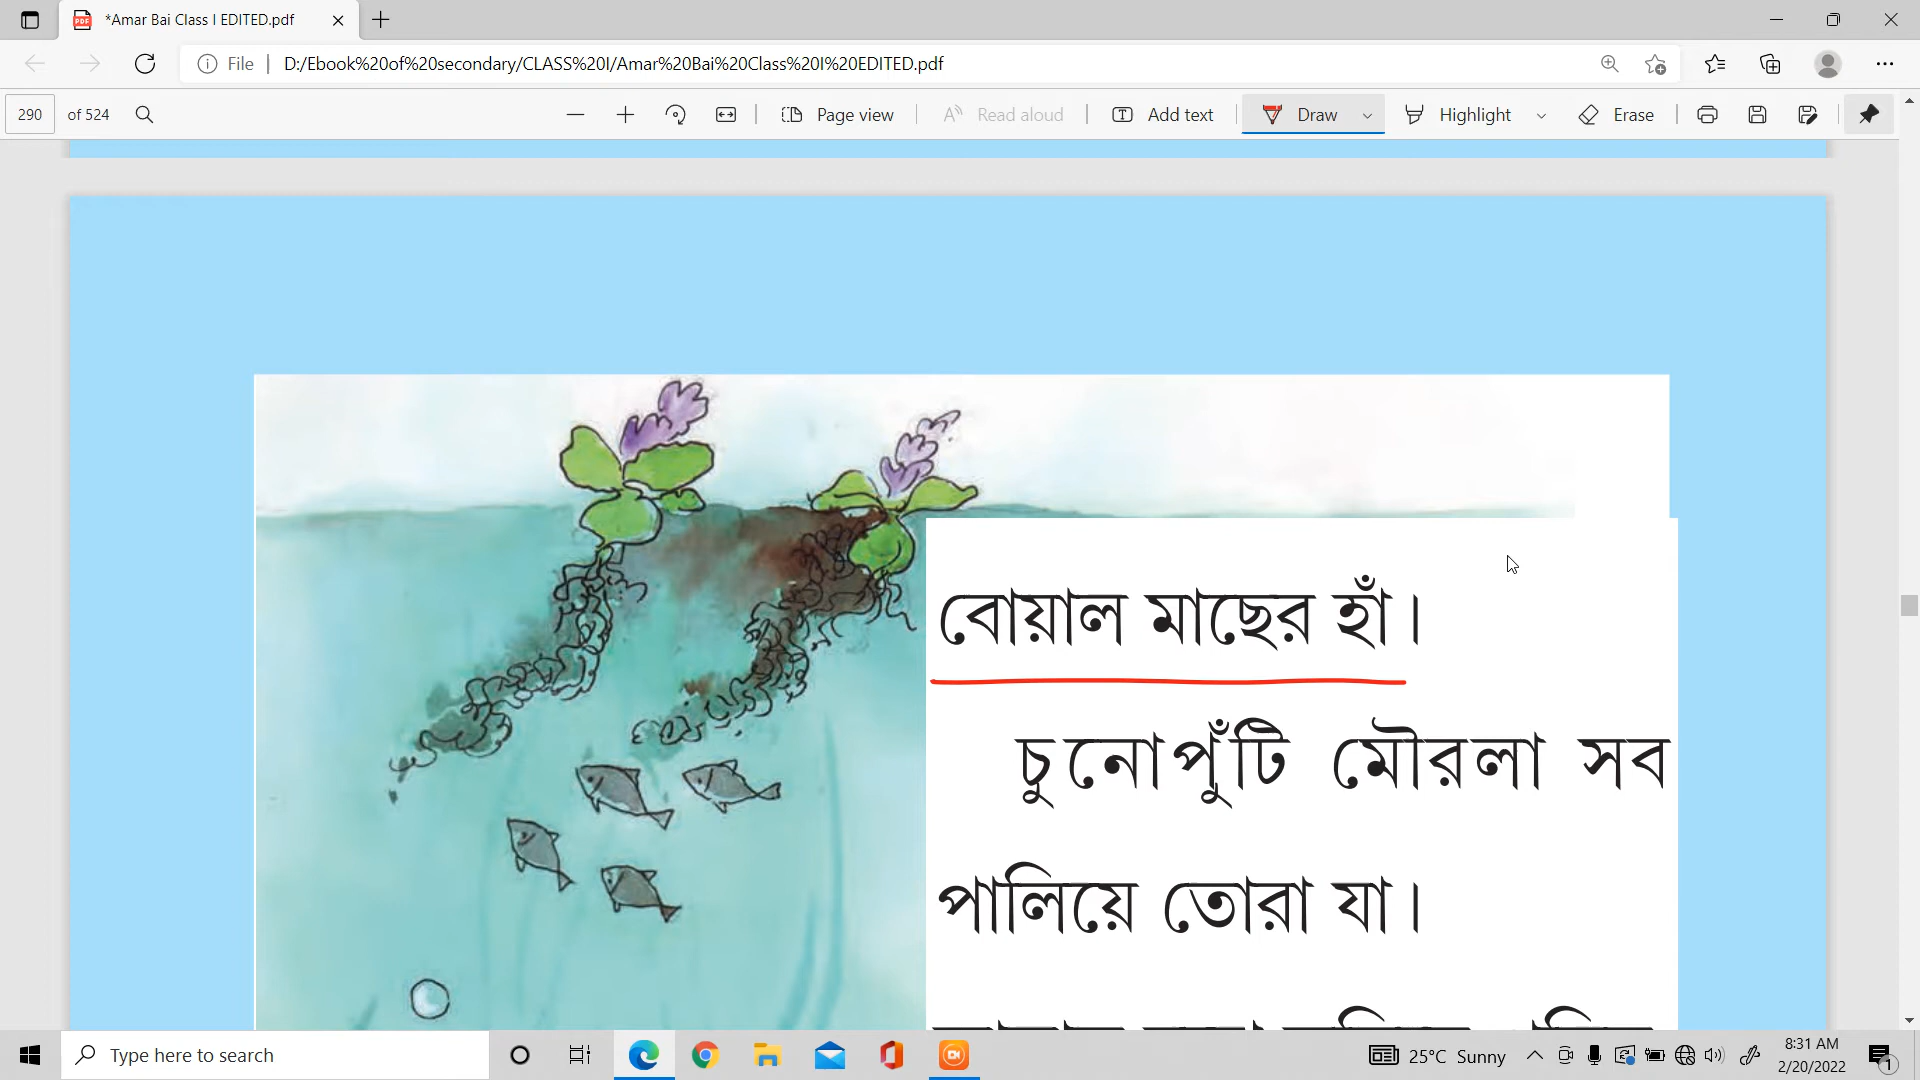 *Amar Bai Class I EDITED.pdf
File | D:/Ebook%20of%20secondary/CLASS%20I/Amar%20Bai%20Class%20I%20EDITED.pdf
290 of 524 Page view Read aloud Add text Draw Highlight Erase
বোয়াল মাছের হাঁ।
চুনোপুঁটি মৌরলা সব
পালিয়ে তোরা যা।
Type here to search 25°C Sunny 8:31 AM
2/20/2022 1